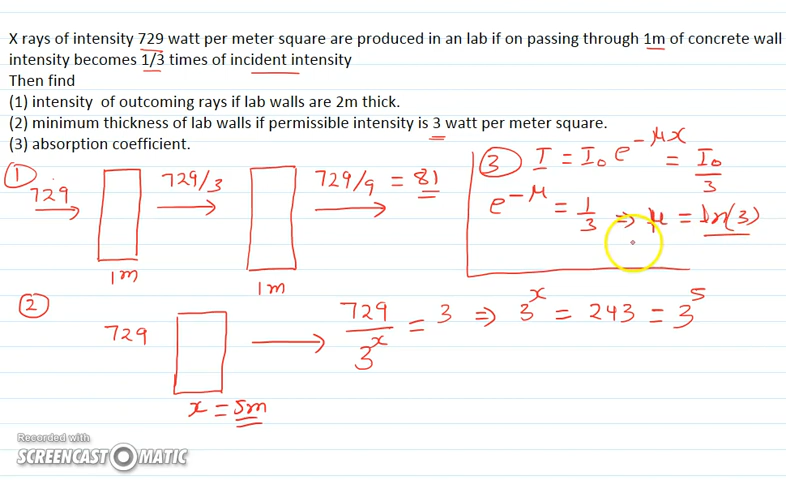 X rays of intensity 729 watt per meter square are produced in an lab if on passing through 1m of concrete wall
intensity becomes 1/3 times of incident intensity
Then find
(1) intensity of outcoming rays if lab walls are 2m thick.
(2) minimum thickness of lab walls if permissible intensity is 3 watt per meter square.
(3) absorption coefficient.
① 729 729/3 729/9 = 81
1m 1m
③ I = I₀ e^-μx = I₀/3
e^-μ = 1/3 ⇒ μ = ln(3)
② 729 729/3^x = 3 ⇒ 3^x = 243 = 3^5
x = 5m
Recorded with
SCREENCAST O MATIC